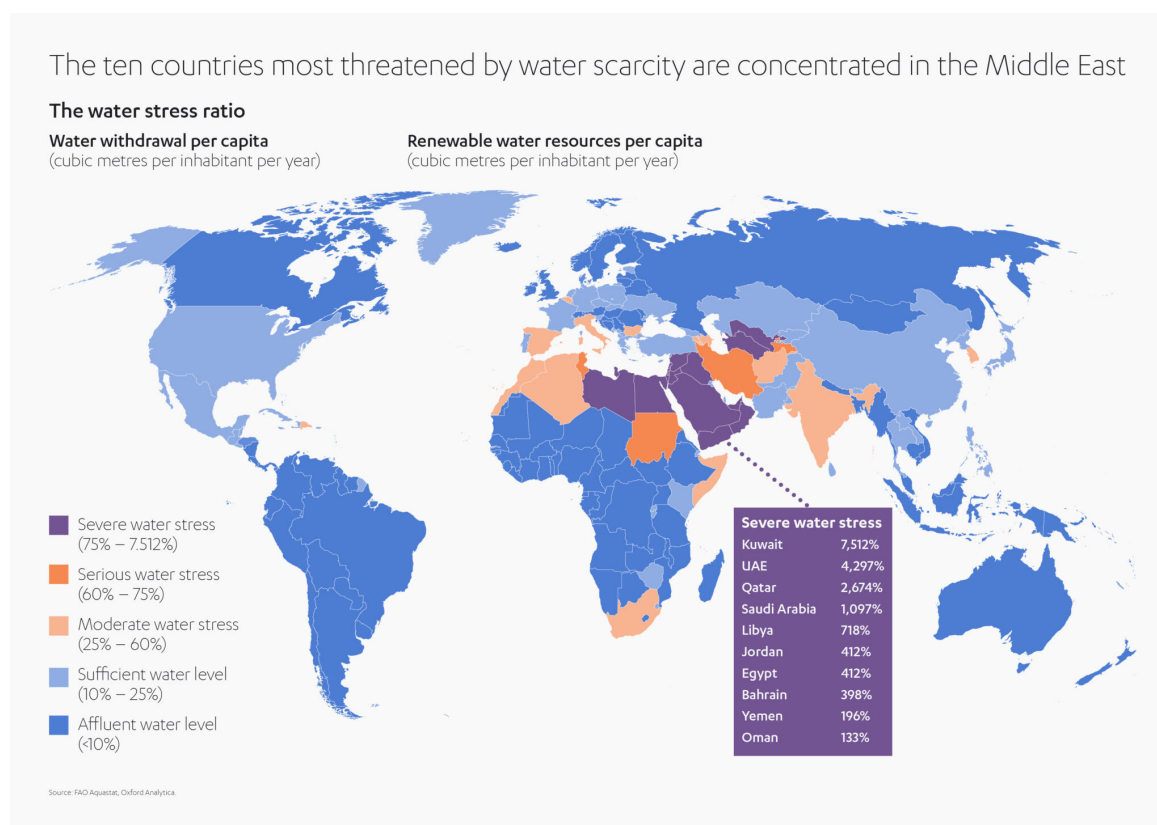 The ten countries most threatened by water scarcity are concentrated in the Middle East
The water stress ratio
Water withdrawal per capita
(cubic metres per inhabitant per year)
Renewable water resources per capita
(cubic metres per inhabitant per year)
Severe water stress
(75% – 7.512%)
Serious water stress
(60% – 75%)
Moderate water stress
(25% – 60%)
Sufficient water level
(10% – 25%)
Affluent water level
(<10%)
Severe water stress
Kuwait 7,512%
UAE 4,297%
Qatar 2,674%
Saudi Arabia 1,097%
Libya 718%
Jordan 412%
Egypt 412%
Bahrain 398%
Yemen 196%
Oman 133%
Source: FAO Aquastat, Oxford Analytica.